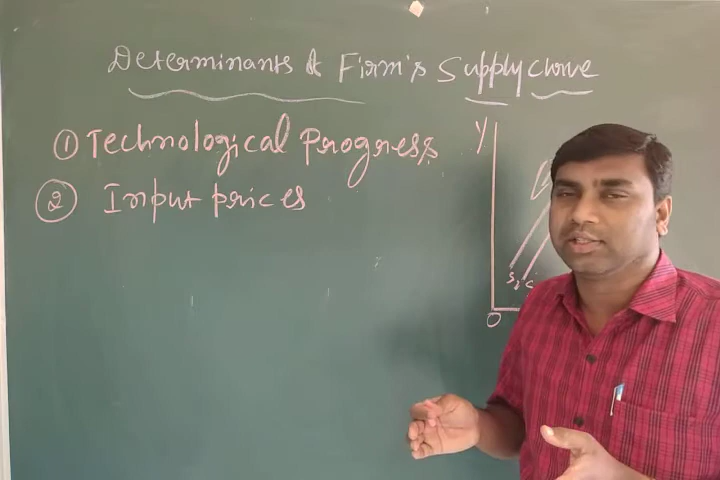 Determinants of Firm's Supply curve
① Technological Progress
② Input prices
Y
O